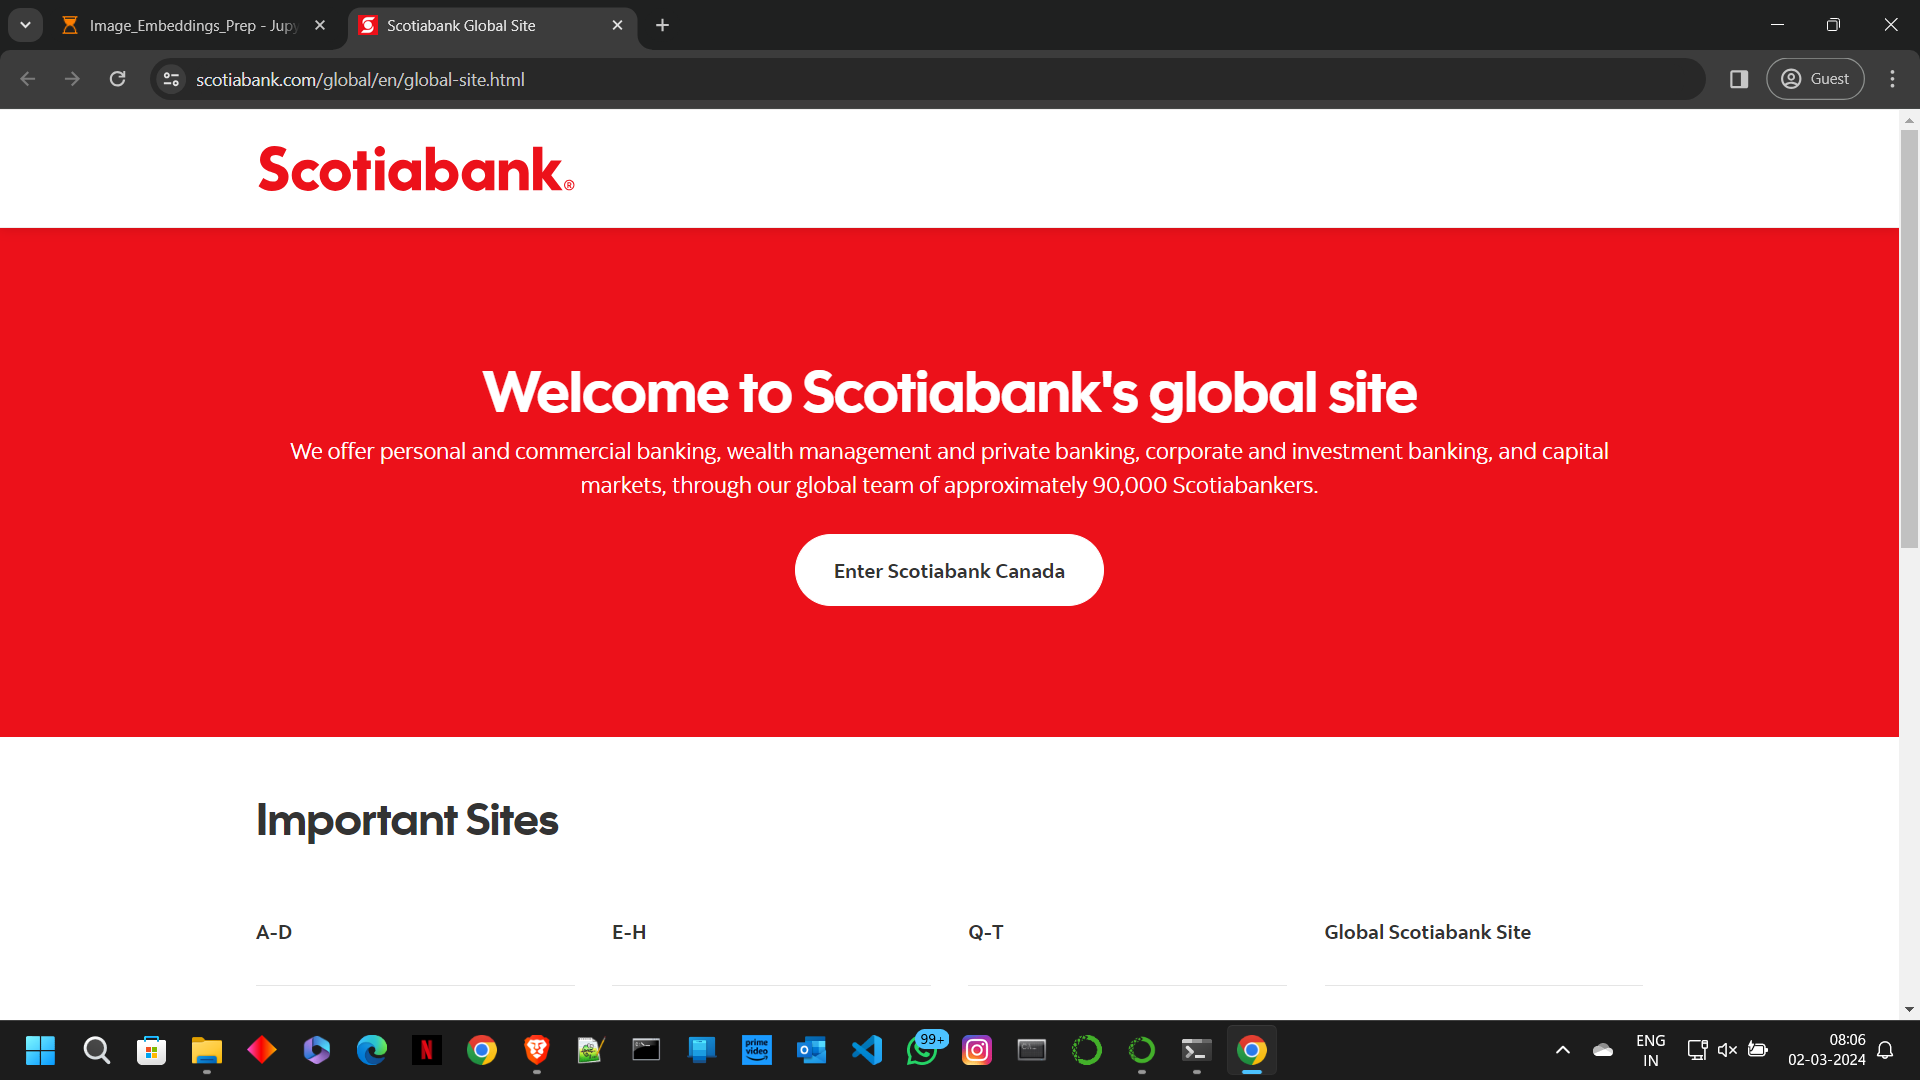 Image_Embeddings_Prep - Jupy
Scotiabank Global Site
scotiabank.com/global/en/global-site.html
Guest
Scotiabank®
Welcome to Scotiabank's global site
We offer personal and commercial banking, wealth management and private banking, corporate and investment banking, and capital
markets, through our global team of approximately 90,000 Scotiabankers.
Enter Scotiabank Canada
Important Sites
A-D
E-H
Q-T
Global Scotiabank Site
N
prime video
99+
ENG
IN
08:06
02-03-2024